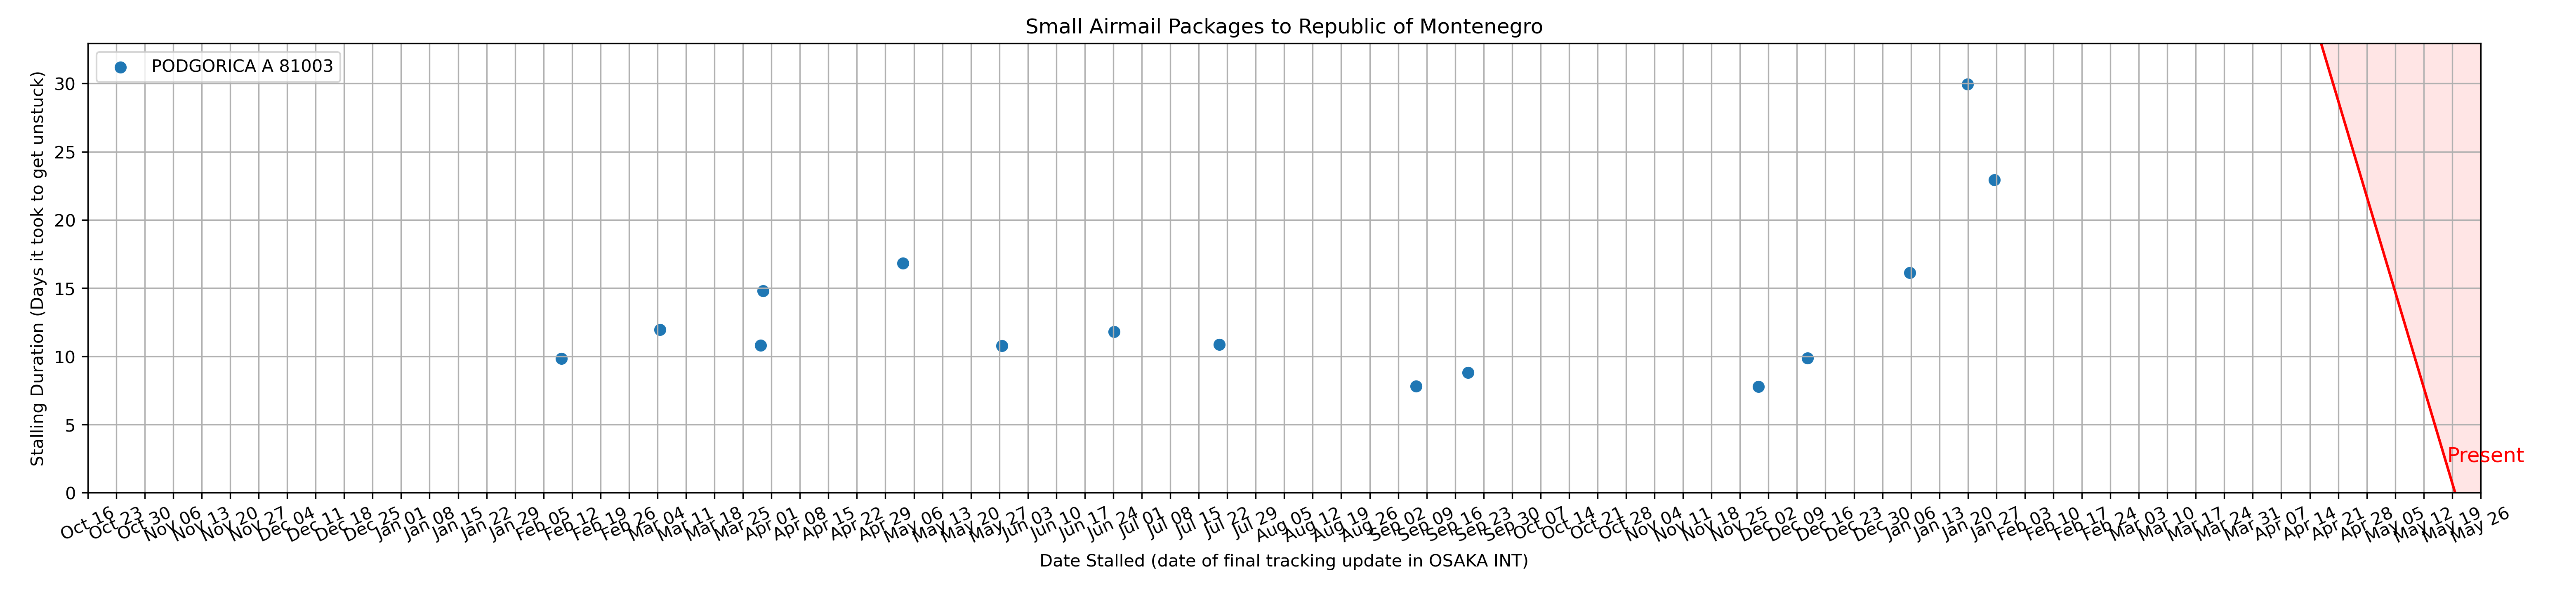 Small Airmail Packages to Republic of Montenegro
PODGORICA A 81003
Stalling Duration (Days it took to get unstuck)
30
25
20
15
10
5
0
Present
Oct 16 Oct 23 Oct 30 Nov 06 Nov 13 Nov 20 Nov 27 Dec 04 Dec 11 Dec 18 Dec 25 Jan 01 Jan 08 Jan 15 Jan 22 Jan 29 Feb 05 Feb 12 Feb 19 Feb 26 Mar 04 Mar 11 Mar 18 Mar 25 Apr 01 Apr 08 Apr 15 Apr 22 Apr 29 May 06 May 13 May 20 May 27 Jun 03 Jun 10 Jun 17 Jun 24 Jul 01 Jul 08 Jul 15 Jul 22 Jul 29 Aug 05 Aug 12 Aug 19 Aug 26 Sep 02 Sep 09 Sep 16 Sep 23 Sep 30 Oct 07 Oct 14 Oct 21 Oct 28 Nov 04 Nov 11 Nov 18 Nov 25 Dec 02 Dec 09 Dec 16 Dec 23 Dec 30 Jan 06 Jan 13 Jan 20 Jan 27 Feb 03 Feb 10 Feb 17 Feb 24 Mar 03 Mar 10 Mar 17 Mar 24 Mar 31 Apr 07 Apr 14 Apr 21 Apr 28 May 05 May 12 May 19 May 26
Date Stalled (date of final tracking update in OSAKA INT)